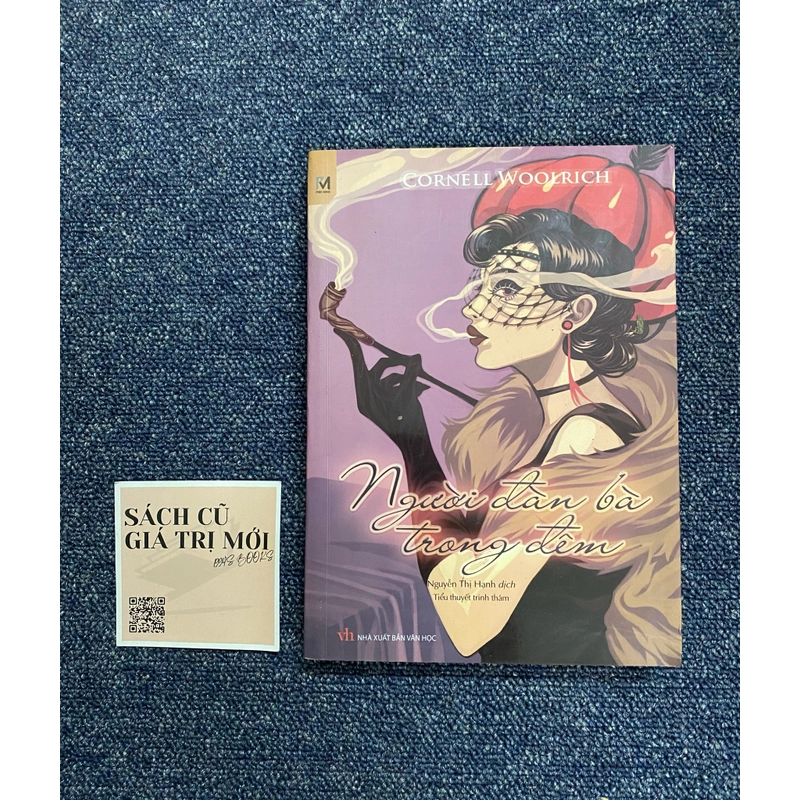 CORNELL WOOLRICH
Người đàn bà
trong đêm
Nguyễn Thị Hạnh dịch
Tiểu thuyết trinh thám
vh NHÀ XUẤT BẢN VĂN HỌC
SÁCH CŨ
GIÁ TRỊ MỚI